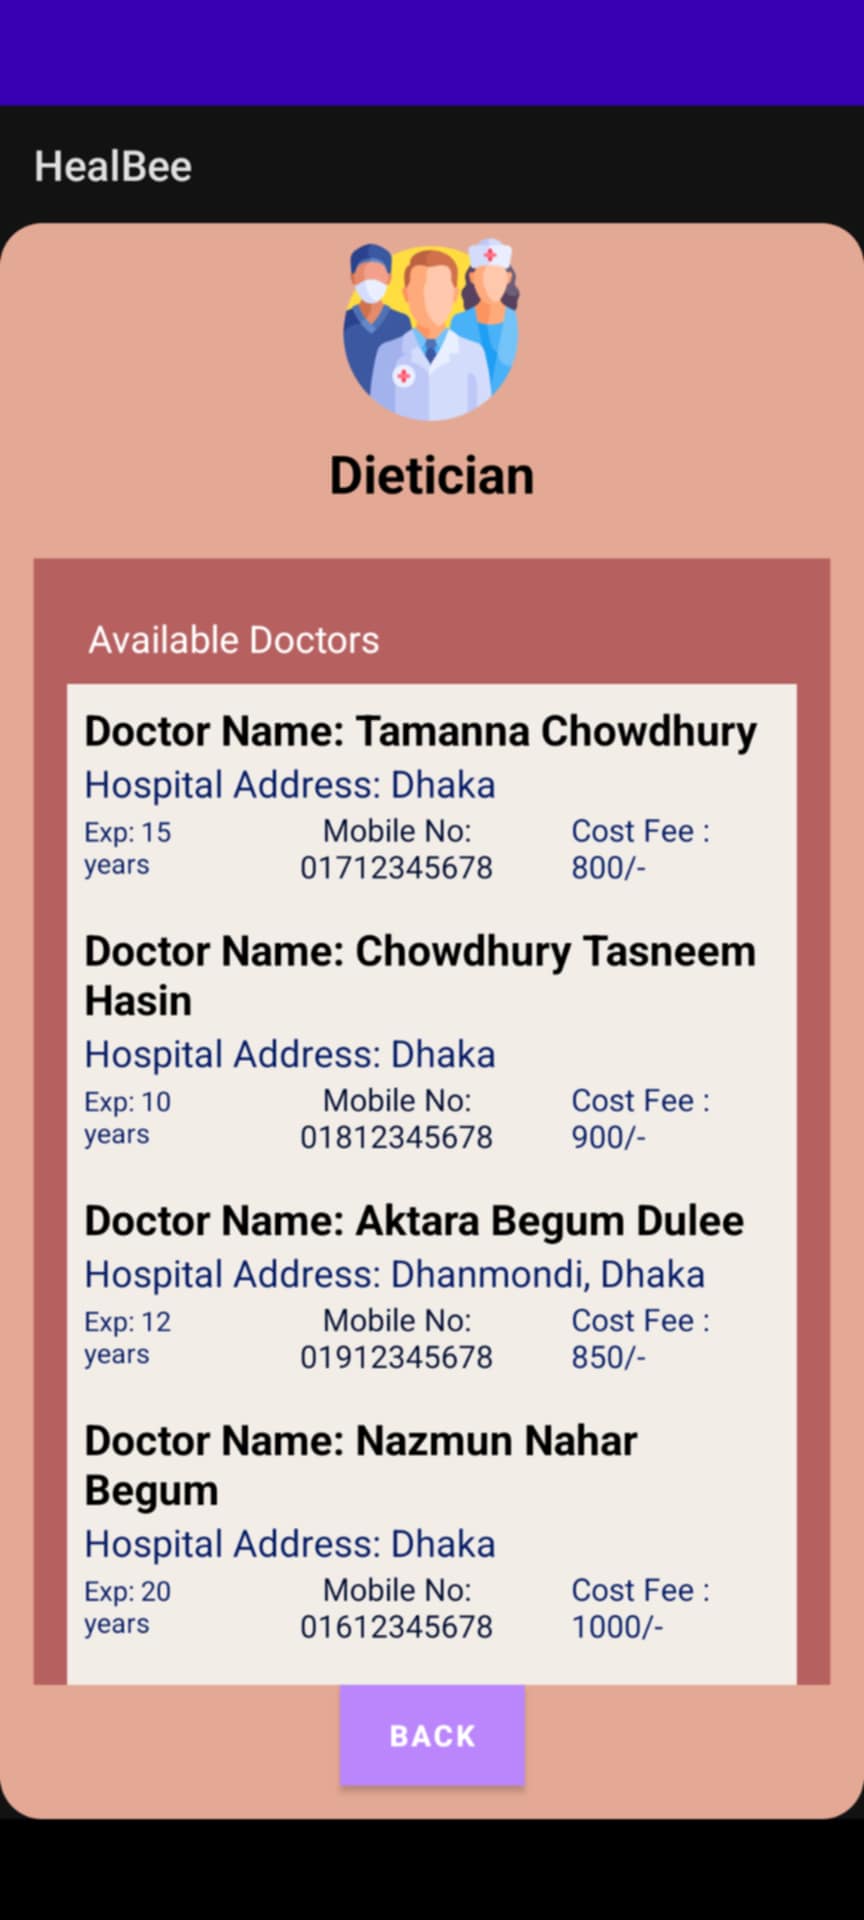 HealBee
Dietician
Available Doctors
Doctor Name: Tamanna Chowdhury
Hospital Address: Dhaka
Exp: 15
years
Mobile No:
01712345678
Cost Fee :
800/-
Doctor Name: Chowdhury Tasneem
Hasin
Hospital Address: Dhaka
Exp: 10
years
Mobile No:
01812345678
Cost Fee :
900/-
Doctor Name: Aktara Begum Dulee
Hospital Address: Dhanmondi, Dhaka
Exp: 12
years
Mobile No:
01912345678
Cost Fee :
850/-
Doctor Name: Nazmun Nahar
Begum
Hospital Address: Dhaka
Exp: 20
years
Mobile No:
01612345678
Cost Fee :
1000/-
BACK